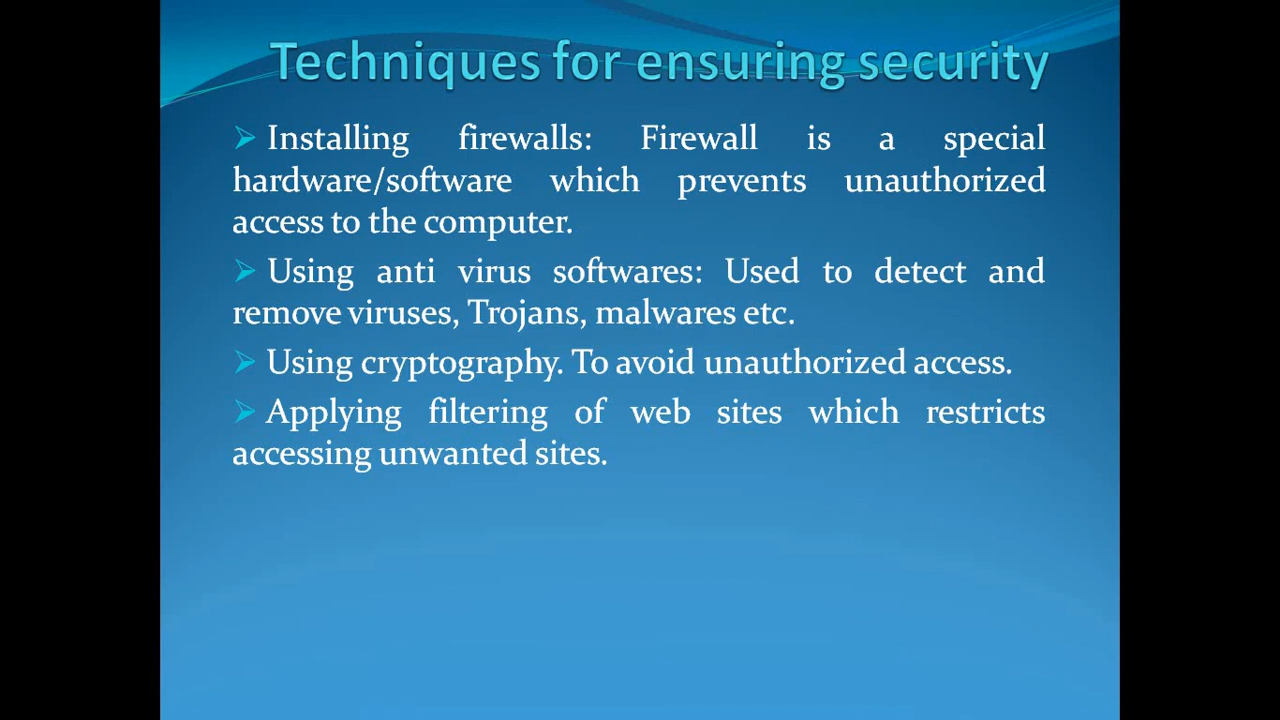 Techniques for ensuring security
➢ Installing firewalls: Firewall is a special
hardware/software which prevents unauthorized
access to the computer.
➢ Using anti virus softwares: Used to detect and
remove viruses, Trojans, malwares etc.
➢ Using cryptography. To avoid unauthorized access.
➢ Applying filtering of web sites which restricts
accessing unwanted sites.